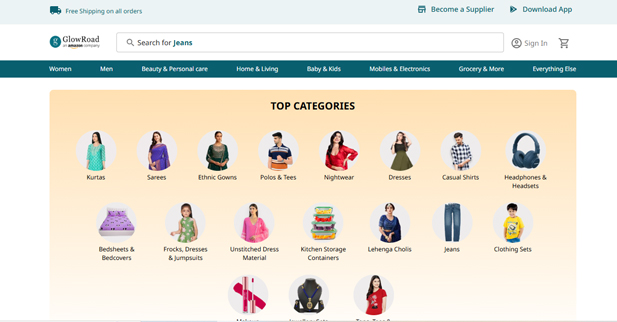 Free Shipping on all orders
Become a Supplier
Download App
GlowRoad
an amazon company
Search for Jeans
Sign In
Women Men Beauty & Personal care Home & Living Baby & Kids Mobiles & Electronics Grocery & More Everything Else
TOP CATEGORIES
Kurtas
Sarees
Ethnic Gowns
Polos & Tees
Nightwear
Dresses
Casual Shirts
Headphones &
Headsets
Bedsheets &
Bedcovers
Frocks, Dresses
& Jumpsuits
Unstitched Dress
Material
Kitchen Storage
Containers
Lehenga Cholis
Jeans
Clothing Sets